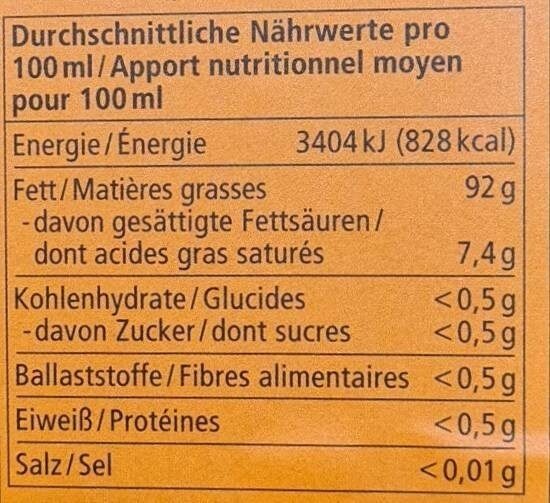 Durchschnittliche Nährwerte pro
100 ml / Apport nutritionnel moyen
pour 100 ml
Energie / Énergie 3404 kJ (828 kcal)
Fett / Matières grasses 92 g
- davon gesättigte Fettsäuren /
dont acides gras saturés 7,4 g
Kohlenhydrate / Glucides <0,5 g
- davon Zucker / dont sucres <0,5 g
Ballaststoffe / Fibres alimentaires <0,5 g
Eiweiß / Protéines <0,5 g
Salz / Sel <0,01 g